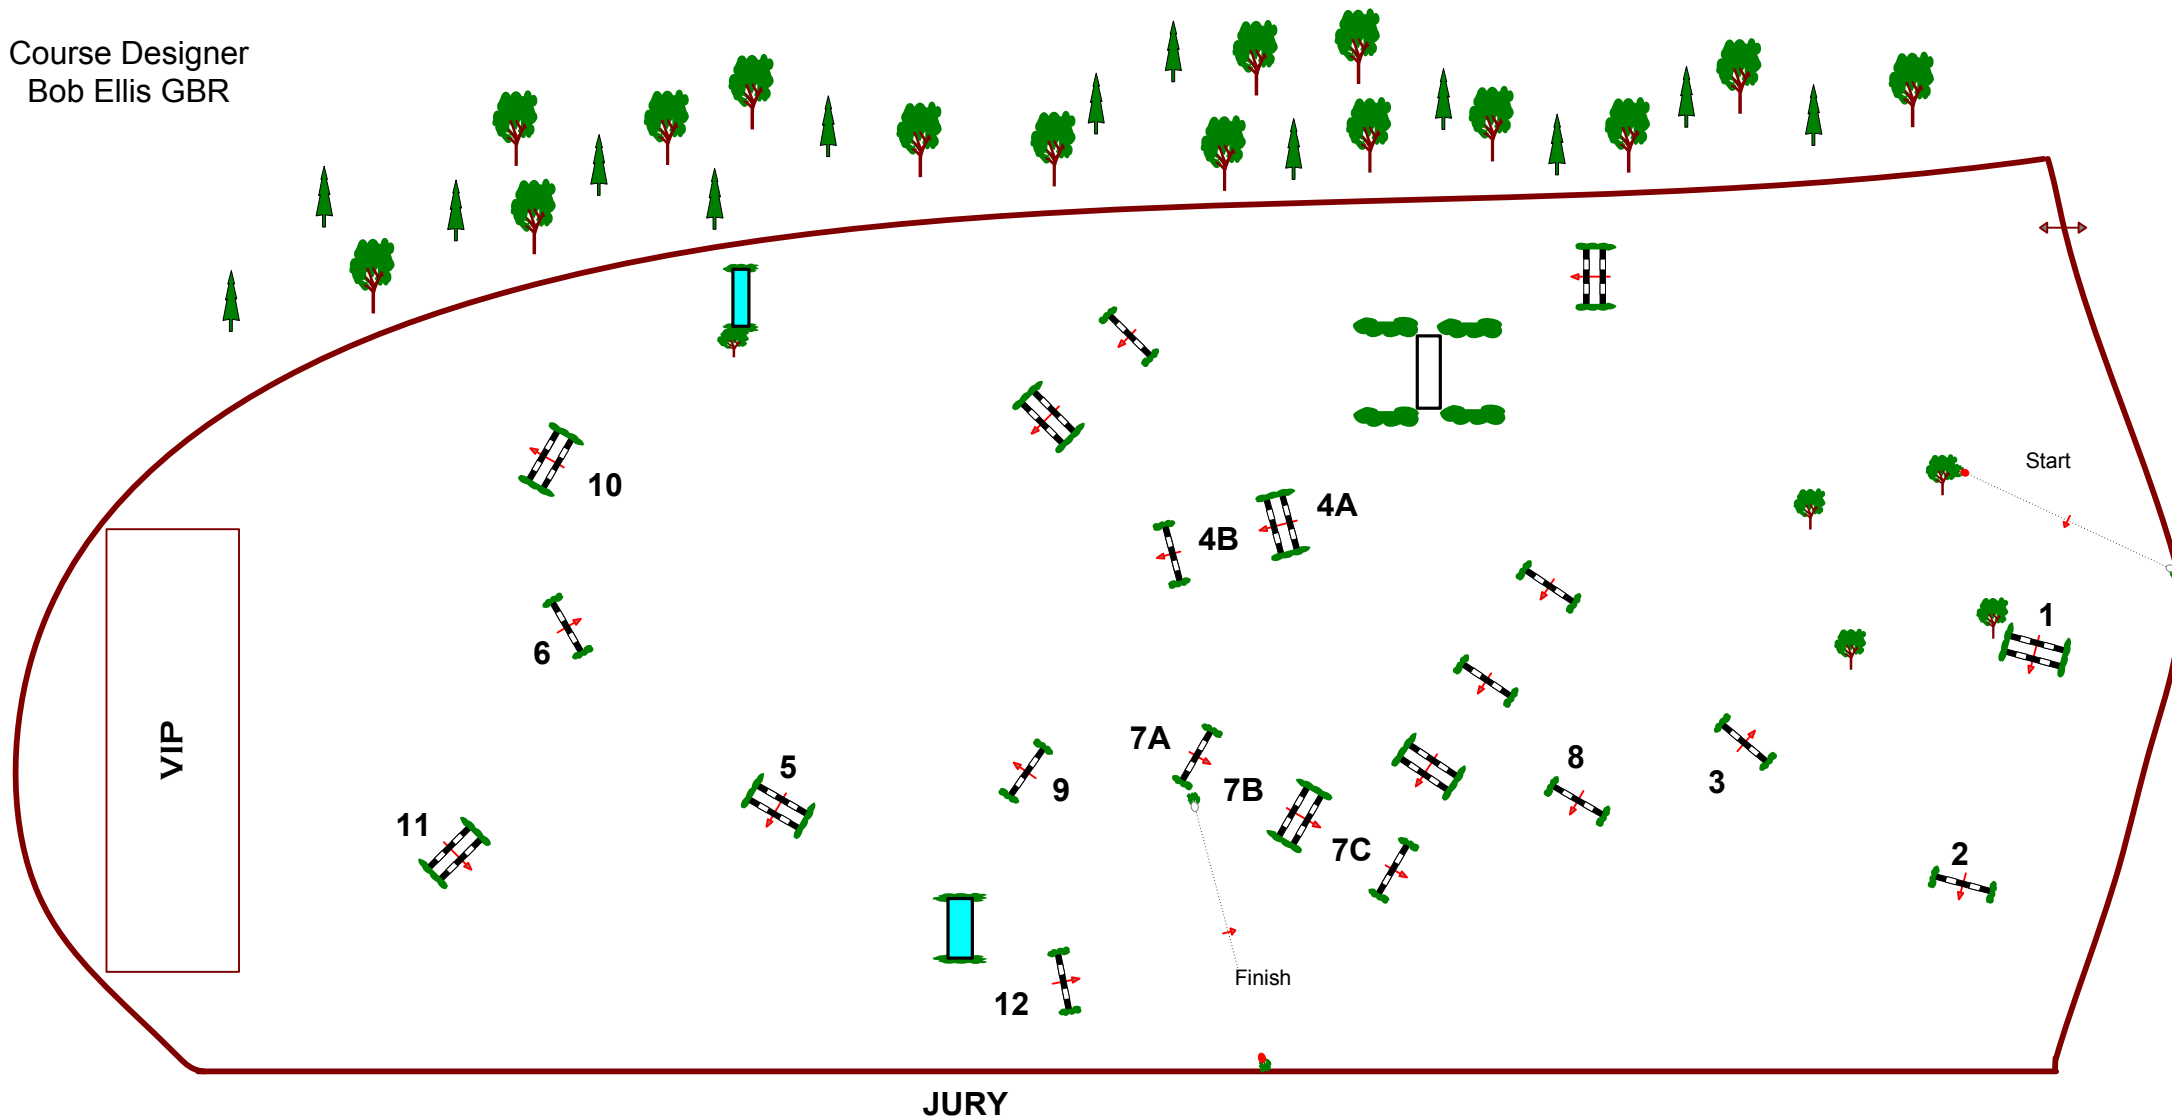 Course Designer
Bob Ellis GBR
Start
10
4A
4B
1
6
VIP
7A
5
8
3
9
7B
11
7C
2
Finish
12
JURY